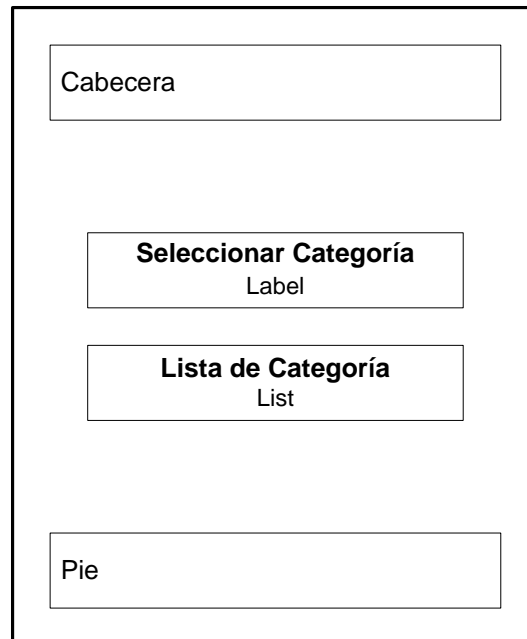 Cabecera
Seleccionar Categoría
Label
Lista de Categoría
List
Pie